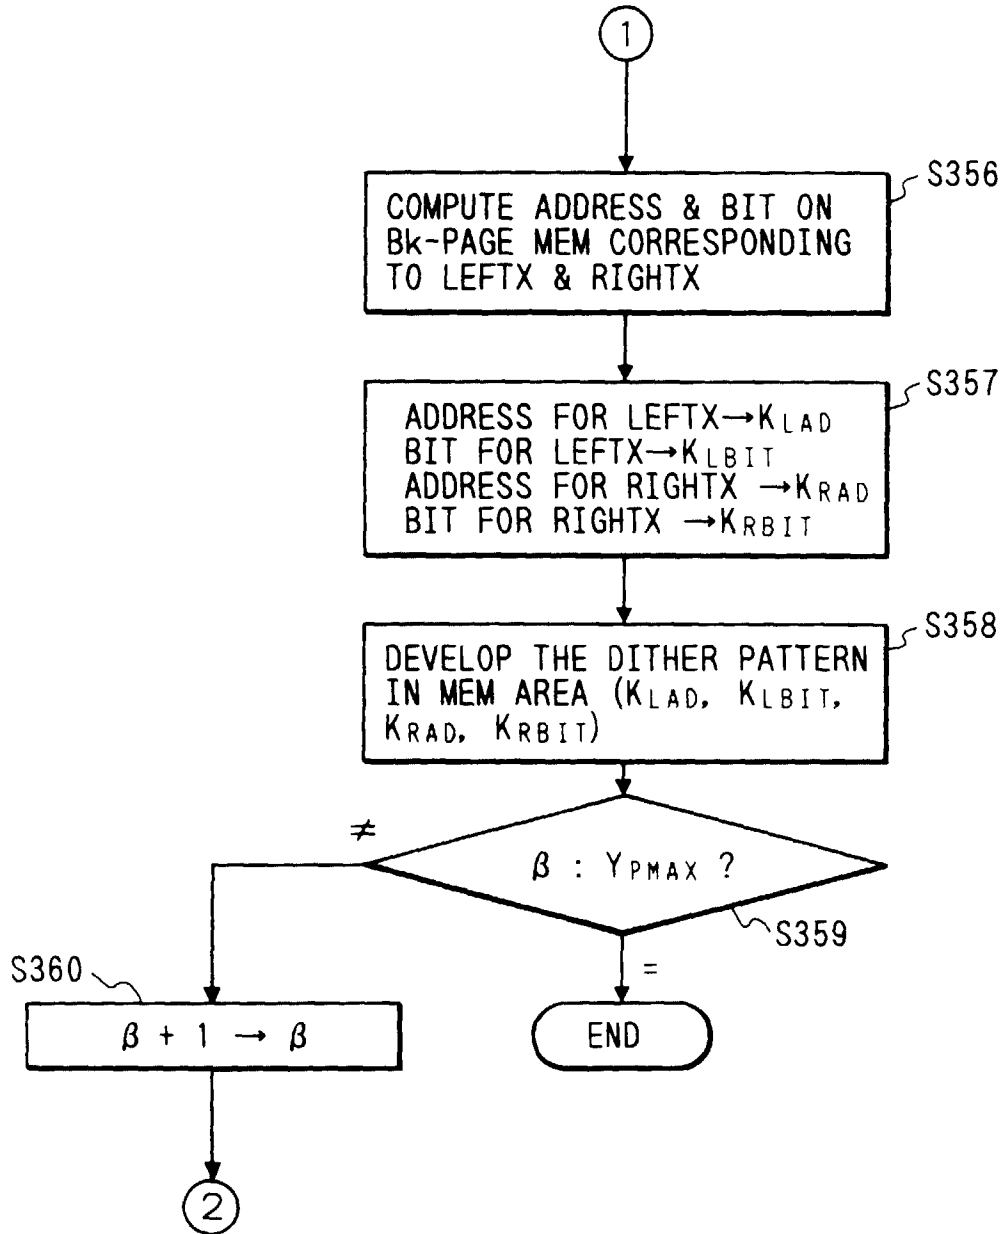 1
S356
COMPUTE ADDRESS & BIT ON
Bk-PAGE MEM CORRESPONDING
TO LEFTX & RIGHTX
S357
ADDRESS FOR LEFTX→KLAD
BIT FOR LEFTX→KLBIT
ADDRESS FOR RIGHTX →KRAD
BIT FOR RIGHTX →KRBIT
S358
DEVELOP THE DITHER PATTERN
IN MEM AREA (KLAD, KLBIT,
KRAD, KRBIT)
≠
β : YPMAX ?
S359
=
S360
β + 1 → β
END
2